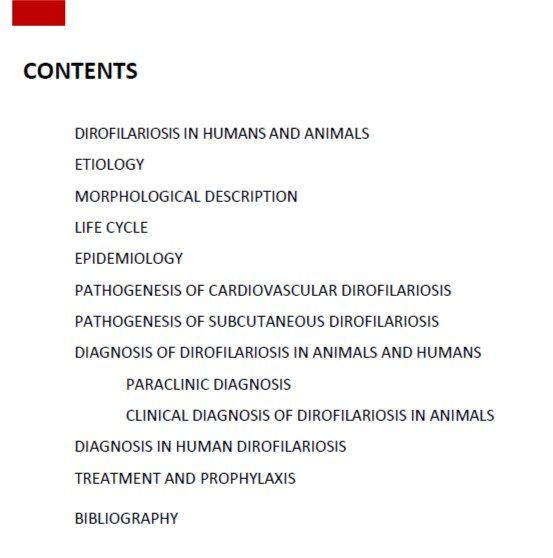 CONTENTS
DIROFILARIOSIS IN HUMANS AND ANIMALS
ETIOLOGY
MORPHOLOGICAL DESCRIPTION
LIFE CYCLE
EPIDEMIOLOGY
PATHOGENESIS OF CARDIOVASCULAR DIROFILARIOSIS
PATHOGENESIS OF SUBCUTANEOUS DIROFILARIOSIS
DIAGNOSIS OF DIROFILARIOSIS IN ANIMALS AND HUMANS
PARACLINIC DIAGNOSIS
CLINICAL DIAGNOSIS OF DIROFILARIOSIS IN ANIMALS
DIAGNOSIS IN HUMAN DIROFILARIOSIS
TREATMENT AND PROPHYLAXIS
BIBLIOGRAPHY